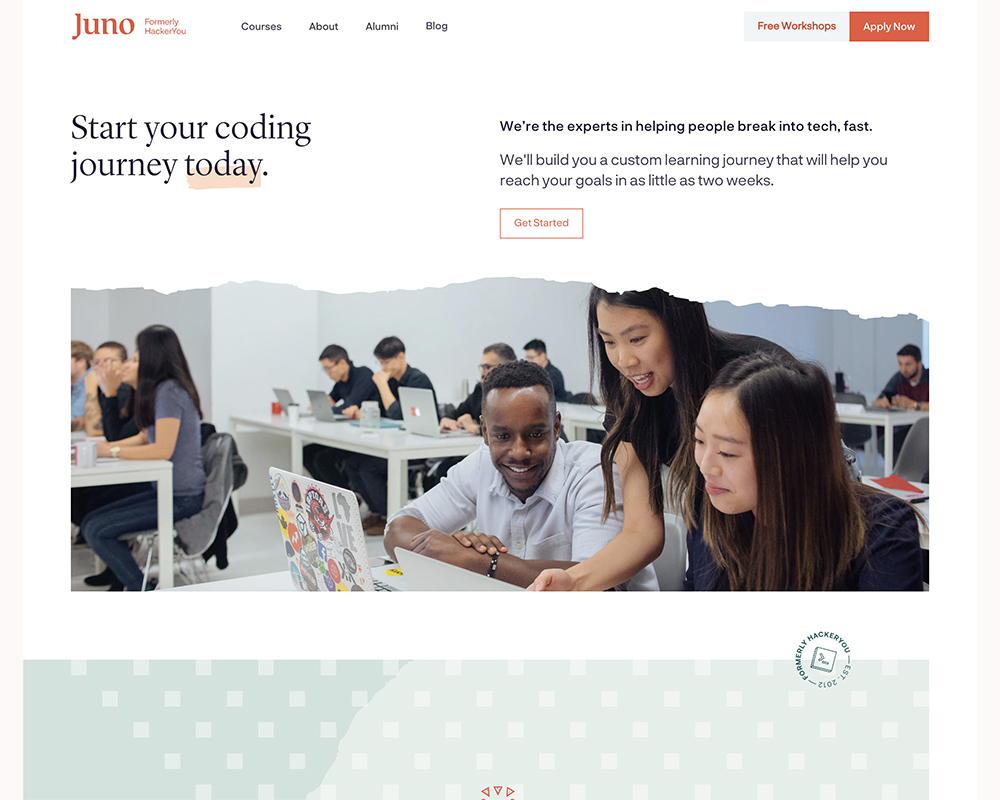 Juno
Formerly
HackerYou
Courses
About
Alumni
Blog
Free Workshops
Apply Now
Start your coding
journey today.
We're the experts in helping people break into tech, fast.
We'll build you a custom learning journey that will help you
reach your goals in as little as two weeks.
Get Started
FORMERLY HACKERYOU — EST. 2012 —